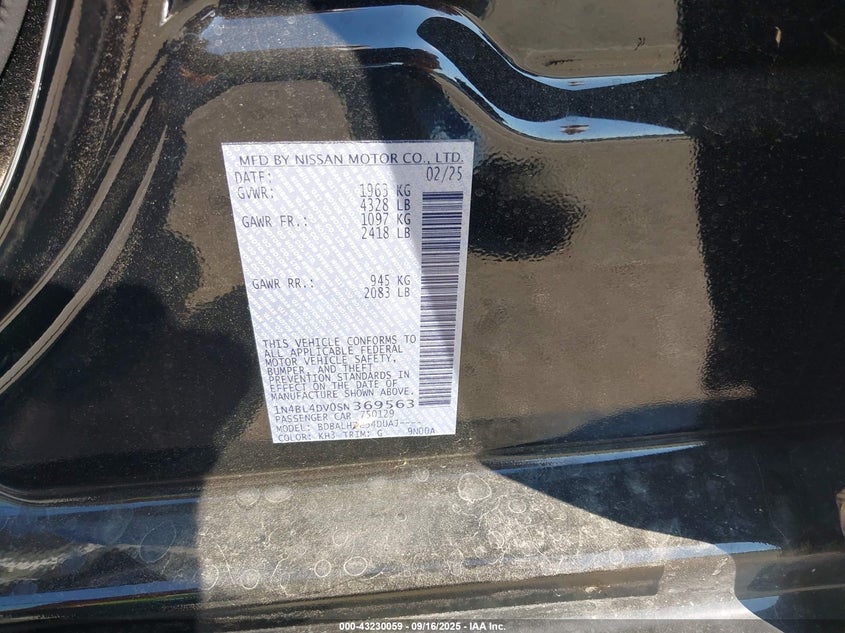 MFD BY NISSAN MOTOR CO., LTD.
DATE: 02/25
GVWR: 1963 KG
4328 LB
GAWR FR.: 1097 KG
2418 LB
GAWR RR.: 945 KG
2083 LB
THIS VEHICLE CONFORMS TO
ALL APPLICABLE FEDERAL
MOTOR VEHICLE SAFETY,
BUMPER, AND THEFT
PREVENTION STANDARDS IN
EFFECT ON THE DATE OF
MANUFACTURE SHOWN ABOVE.
1N4BL4DV0SN369563
PASSENGER CAR 750129
MODEL:
COLOR: KH3 TRIM: G 9N00A
000-43230059 - 09/16/2025 - IAA Inc.